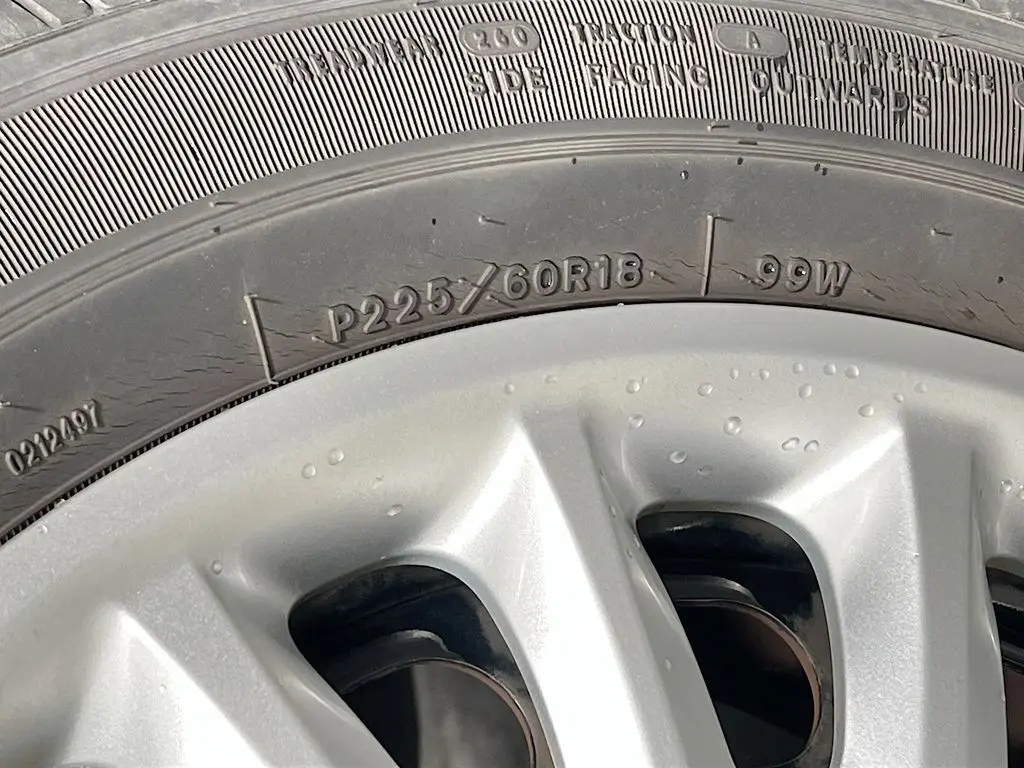 TREADWEAR 260 TRACTION A TEMPERATURE
SIDE FACING OUTWARDS
P225/60R18 99W
0212497